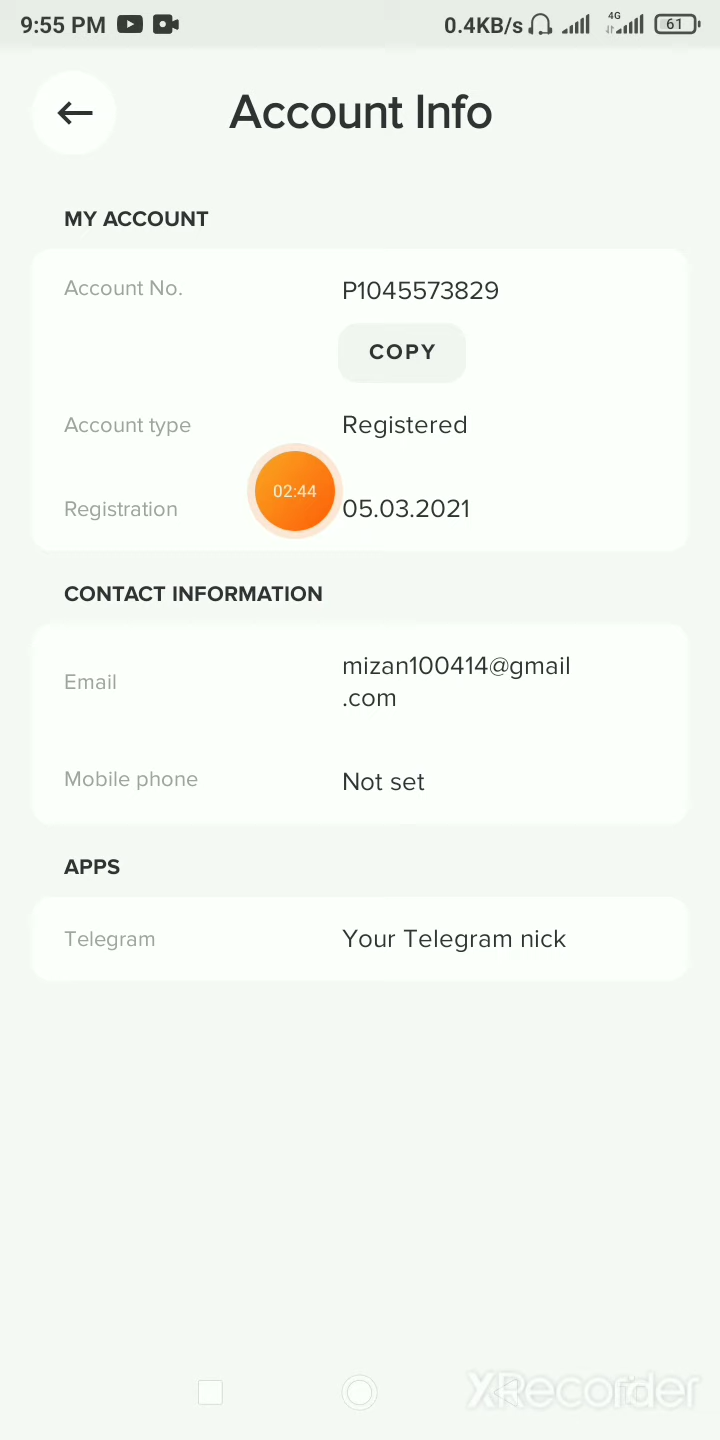 9:55 PM 0.4KB/s 4G 61
Account Info
MY ACCOUNT
Account No. P1045573829
COPY
Account type Registered
02:44
Registration 05.03.2021
CONTACT INFORMATION
Email mizan100414@gmail
.com
Mobile phone Not set
APPS
Telegram Your Telegram nick
XRecorder